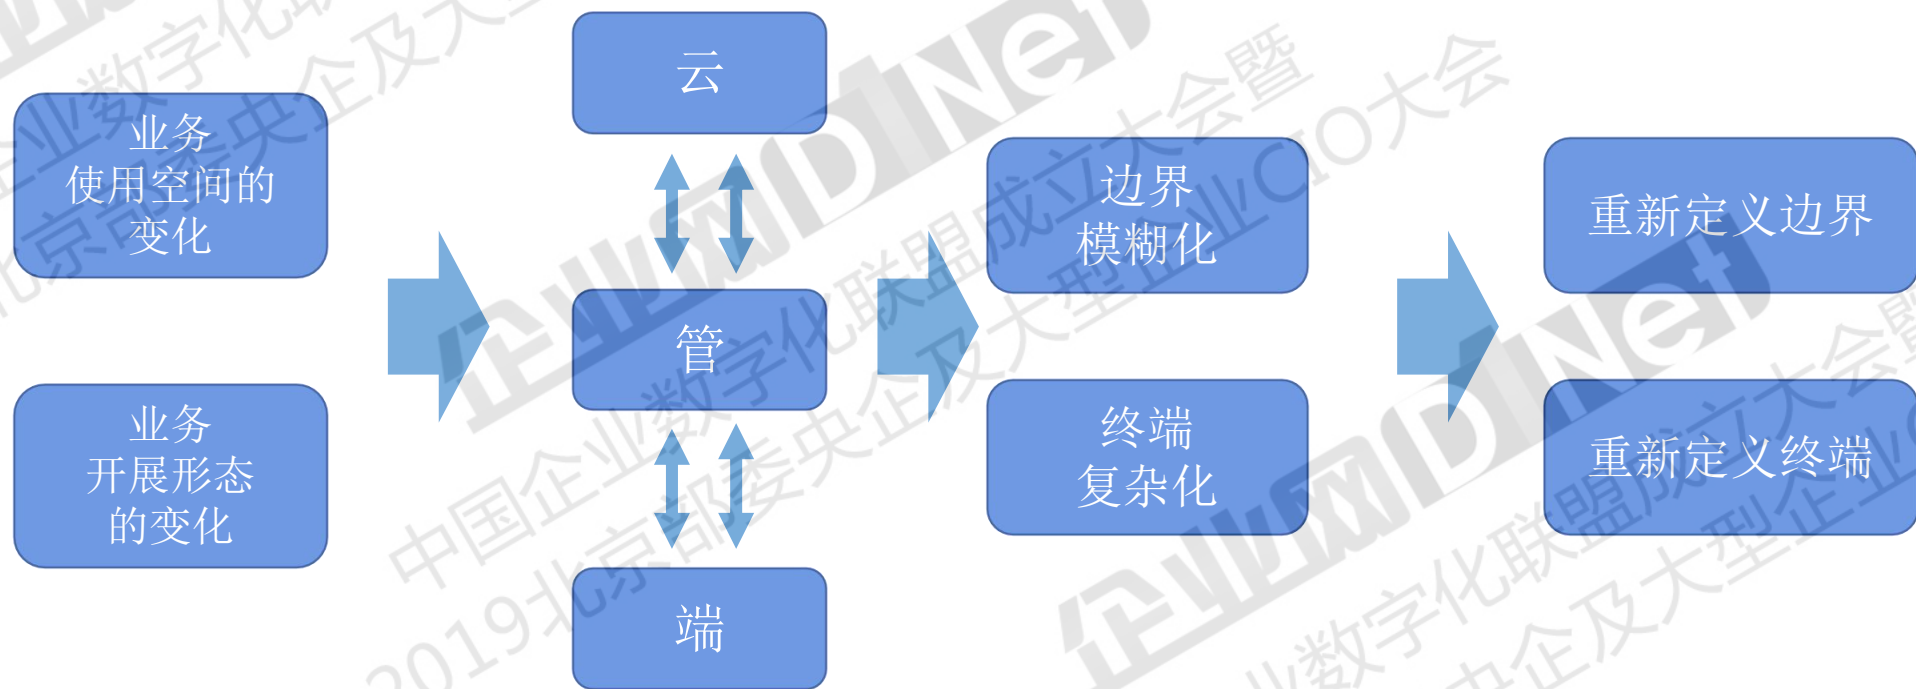 云
业务
使用空间的
变化
边界
模糊化
重新定义边界
管
业务
开展形态
的变化
终端
复杂化
重新定义终端
端
企业网D1Net
中国企业数字化联盟成立大会暨
2019北京部委央企及大型企业CIO大会